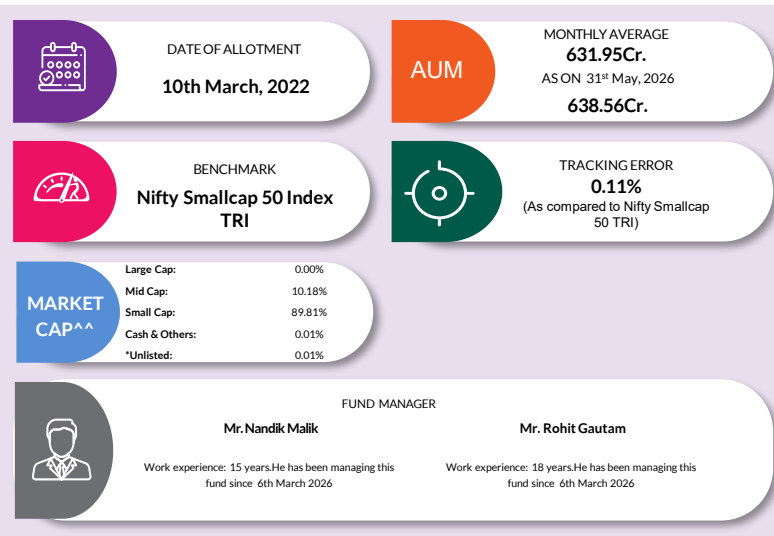 DATE OF ALLOTMENT
10th March, 2022
AUM
MONTHLY AVERAGE
631.95Cr.
AS ON 31st May, 2026
638.56Cr.
BENCHMARK
Nifty Smallcap 50 Index
TRI
TRACKING ERROR
0.11%
(As compared to Nifty Smallcap
50 TRI)
MARKET
CAP^^
Large Cap: 0.00%
Mid Cap: 10.18%
Small Cap: 89.81%
Cash & Others: 0.01%
*Unlisted: 0.01%
FUND MANAGER
Mr. Nandik Malik
Work experience: 15 years.He has been managing this
fund since 6th March 2026
Mr. Rohit Gautam
Work experience: 18 years.He has been managing this
fund since 6th March 2026